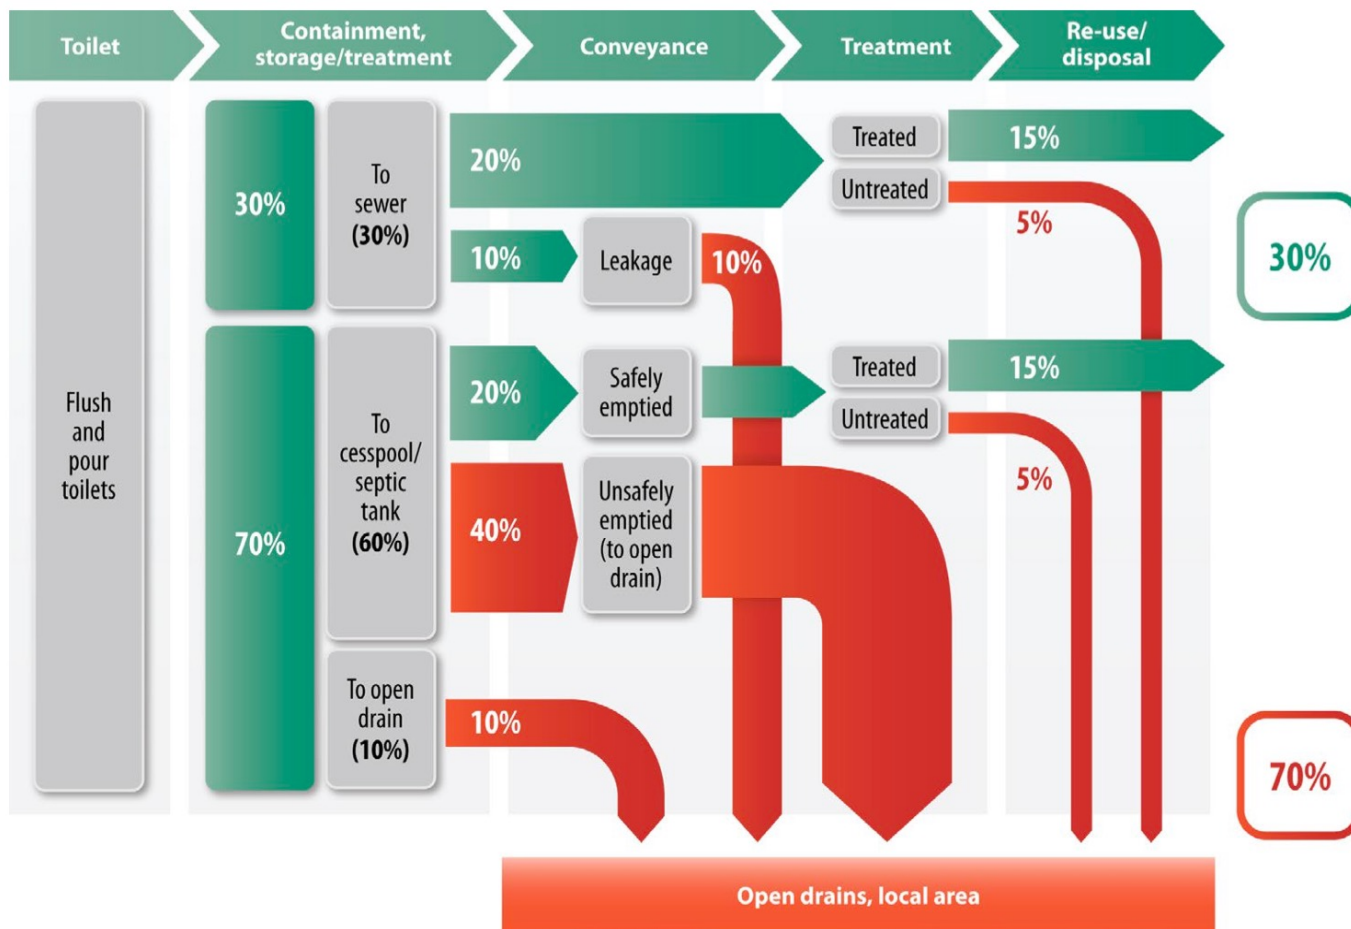 Toilet
Containment,
storage/treatment
Conveyance
Treatment
Re-use/
disposal
Flush
and
pour
toilets
30%
To
sewer
(30%)
20%
Treated
15%
Untreated
5%
10%
Leakage
10%
30%
70%
To
cesspool/
septic
tank
(60%)
20%
Safely
emptied
Treated
15%
Untreated
5%
40%
Unsafely
emptied
(to open
drain)
To open
drain
(10%)
10%
70%
Open drains, local area